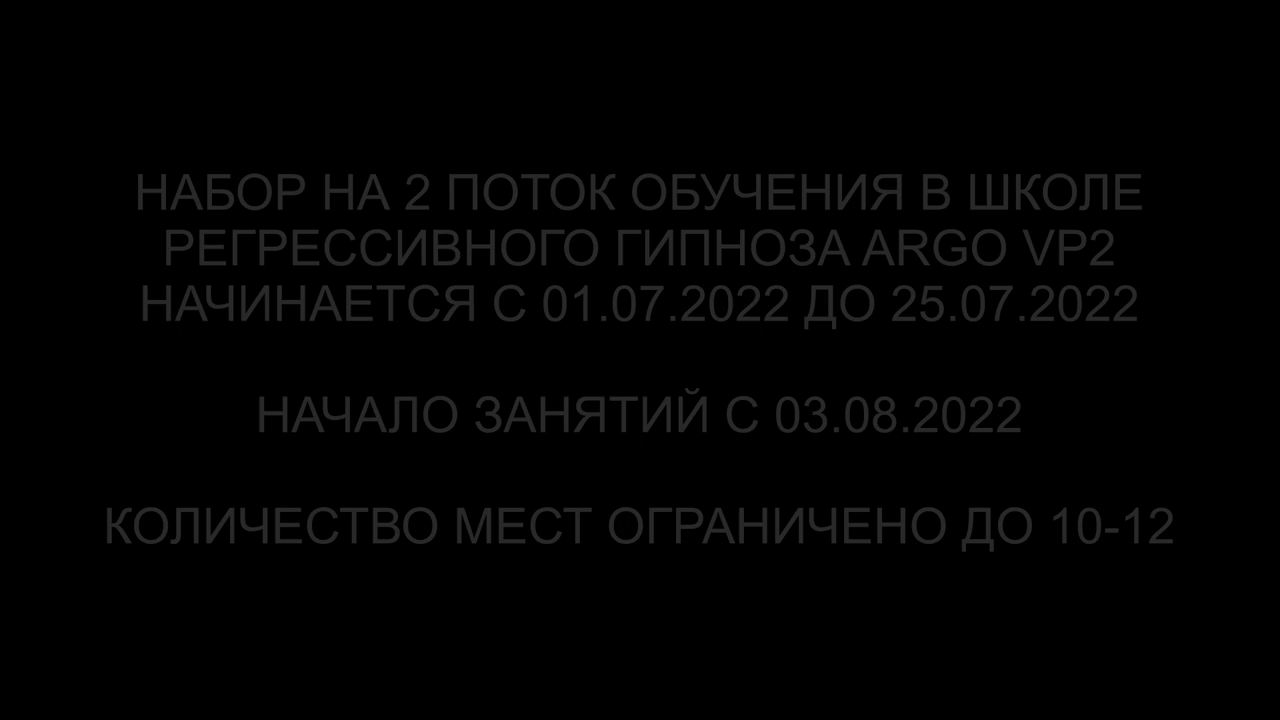 НАБОР НА 2 ПОТОК ОБУЧЕНИЯ В ШКОЛЕ
РЕГРЕССИВНОГО ГИПНОЗА ARGO VP2
НАЧИНАЕТСЯ С 01.07.2022 ДО 25.07.2022
НАЧАЛО ЗАНЯТИЙ С 03.08.2022
КОЛИЧЕСТВО МЕСТ ОГРАНИЧЕНО ДО 10-12